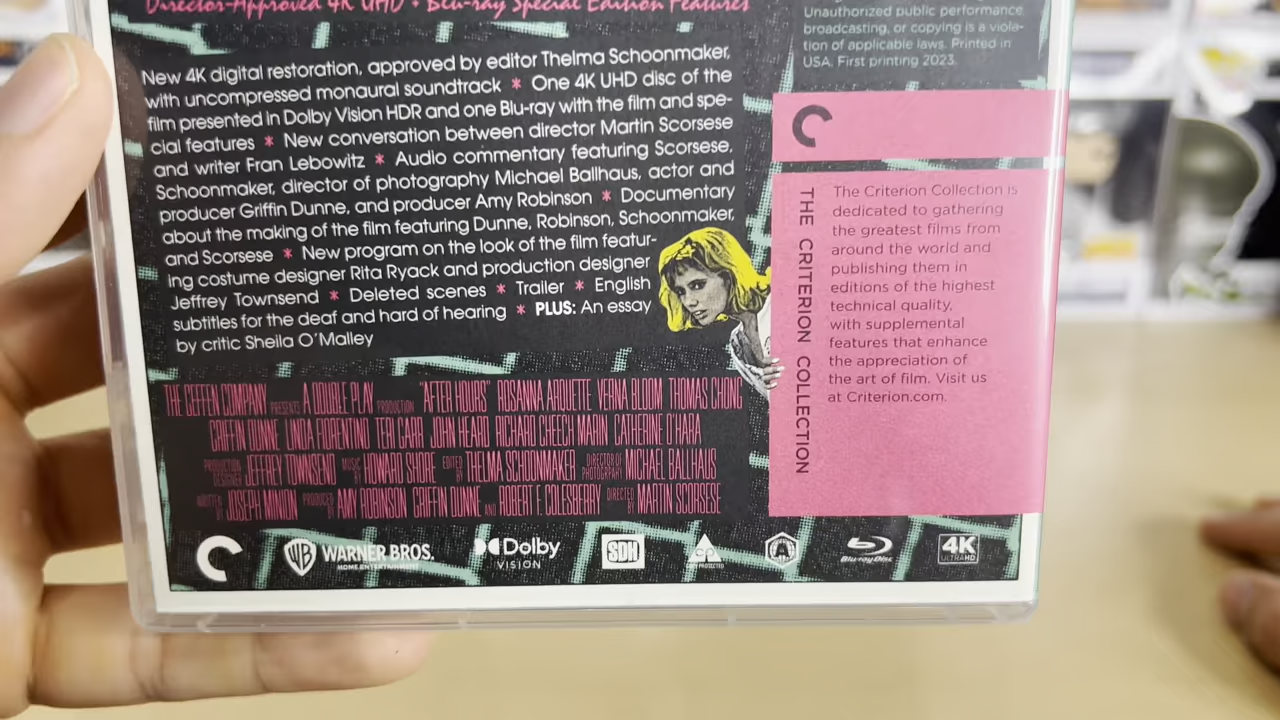 Director-Approved 4K UHD + Blu-ray Special Edition Features
New 4K digital restoration, approved by editor Thelma Schoonmaker,
with uncompressed monaural soundtrack * One 4K UHD disc of the
film presented in Dolby Vision HDR and one Blu-ray with the film and spe-
cial features * New conversation between director Martin Scorsese
and writer Fran Lebowitz * Audio commentary featuring Scorsese,
Schoonmaker, director of photography Michael Ballhaus, actor and
producer Griffin Dunne, and producer Amy Robinson * Documentary
about the making of the film featuring Dunne, Robinson, Schoonmaker,
and Scorsese * New program on the look of the film featur-
ing costume designer Rita Ryack and production designer
Jeffrey Townsend * Deleted scenes * Trailer * English
subtitles for the deaf and hard of hearing * PLUS: An essay
by critic Sheila O'Malley
THE GEFFEN COMPANY PRESENTS A DOUBLE PLAY PRODUCTION "AFTER HOURS" ROSANNA ARQUETTE VERNA BLOOM THOMAS CHONG
GRIFFIN DUNNE LINDA FIORENTINO TERI GARR JOHN HEARD RICHARD CHEECH MARIN CATHERINE O'HARA
PRODUCTION DESIGNER JEFFREY TOWNSEND MUSIC BY HOWARD SHORE EDITED BY THELMA SCHOONMAKER DIRECTOR OF PHOTOGRAPHY MICHAEL BALLHAUS
WRITTEN BY JOSEPH MINION PRODUCED BY AMY ROBINSON GRIFFIN DUNNE AND ROBERT F. COLESBERRY DIRECTED BY MARTIN SCORSESE
WB WARNER BROS.
HOME ENTERTAINMENT
Dolby
VISION
SDH
COPY PROTECTED
A
Blu-ray Disc
4K
ULTRA HD
Unauthorized public performance,
broadcasting, or copying is a viola-
tion of applicable laws. Printed in
USA. First printing 2023.
THE CRITERION COLLECTION
The Criterion Collection is
dedicated to gathering
the greatest films from
around the world and
publishing them in
editions of the highest
technical quality,
with supplemental
features that enhance
the appreciation of
the art of film. Visit us
at Criterion.com.